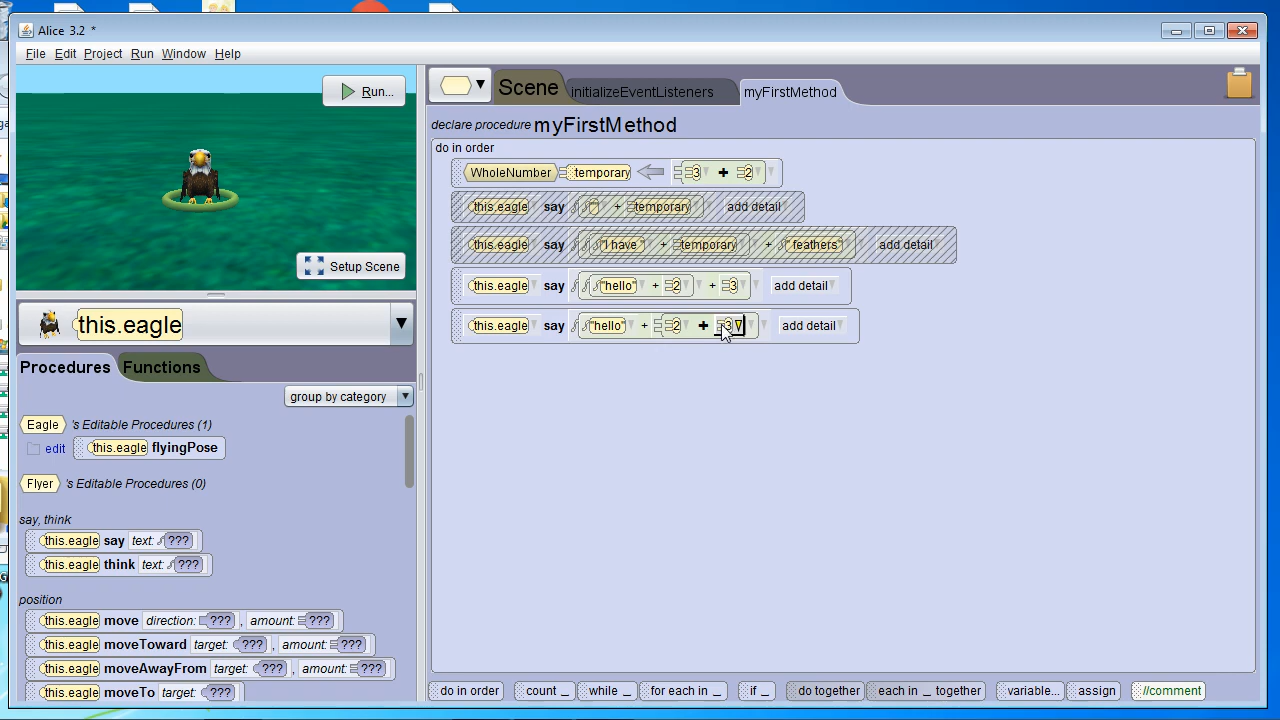 Alice 3.2 *
File Edit Project Run Window Help
Run...
Setup Scene
this.eagle
Procedures Functions
group by category
Eagle 's Editable Procedures (1)
edit this.eagle flyingPose
Flyer 's Editable Procedures (0)
say, think
this.eagle say text: ???
this.eagle think text: ???
position
this.eagle move direction: ??? , amount: ???
this.eagle moveToward target: ??? , amount: ???
this.eagle moveAwayFrom target: ??? , amount: ???
this.eagle moveTo target: ???
Scene initializeEventListeners myFirstMethod
declare procedure myFirstMethod
do in order
WholeNumber temporary 3 + 2
this.eagle say "" + temporary add detail
this.eagle say "I have " + temporary + " feathers" add detail
this.eagle say "hello" + 2 + 3 add detail
this.eagle say "hello" + 2 + 3 add detail
do in order count _ while _ for each in _ if _ do together each in _ together variable... assign //comment